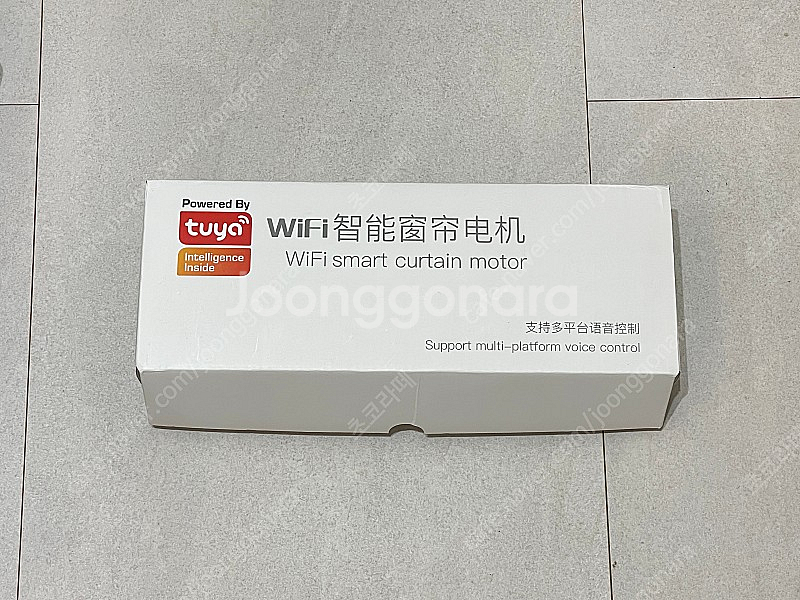 Powered By
tuya
Intelligence
Inside
WiFi智能窗帘电机
WiFi smart curtain motor
Joonggonara
支持多平台语音控制
Support multi-platform voice control